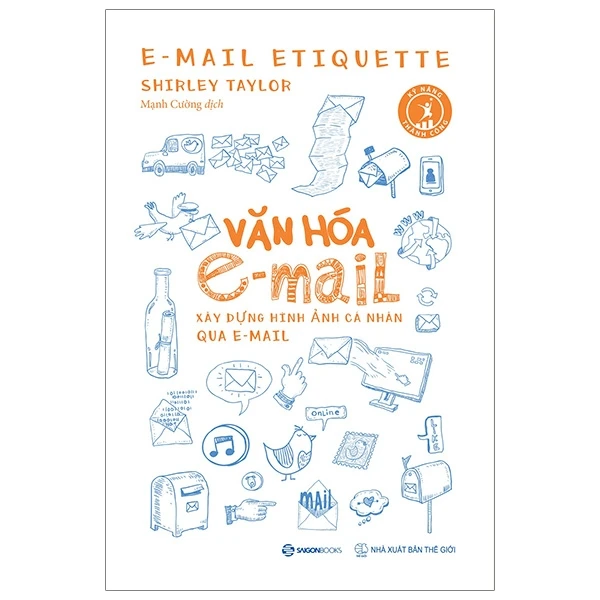 E-MAIL ETIQUETTE
SHIRLEY TAYLOR
Mạnh Cường dịch
KỸ NĂNG
THÀNH CÔNG
WWW
VĂN HÓA
e-mail
XÂY DỰNG HÌNH ẢNH CÁ NHÂN
QUA E-MAIL
OnLine
MAIL
SAIGONBOOKS
NHÀ XUẤT BẢN THẾ GIỚI